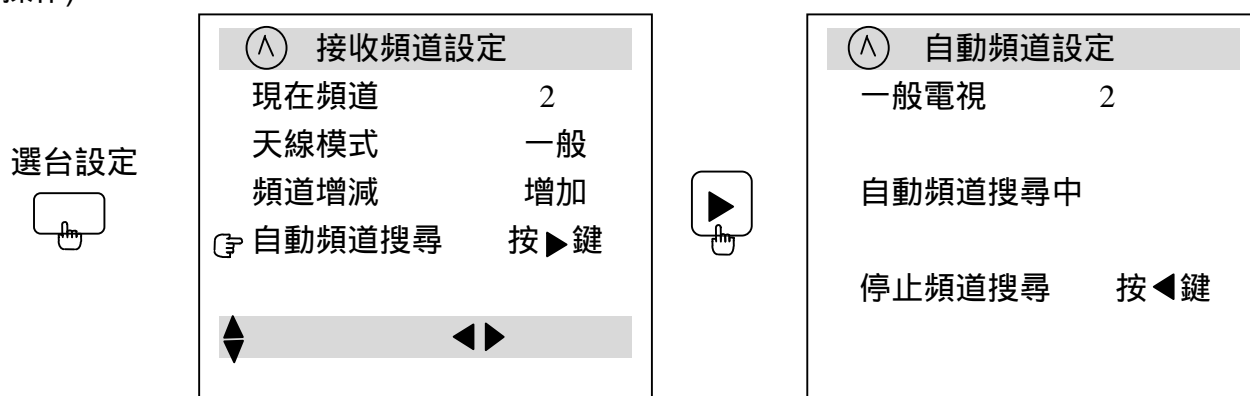 操作)
選台設定
接收頻道設定
現在頻道 2
天線模式 一般
頻道增減 增加
自動頻道搜尋 按▶鍵
自動頻道設定
一般電視 2
自動頻道搜尋中
停止頻道搜尋 按◀鍵